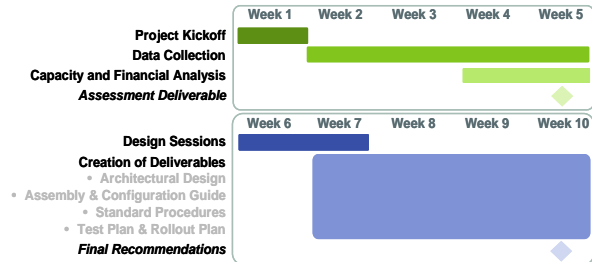 Week 1 Week 2 Week 3 Week 4 Week 5
Project Kickoff
Data Collection
Capacity and Financial Analysis
Assessment Deliverable
Week 6 Week 7 Week 8 Week 9 Week 10
Design Sessions
Creation of Deliverables
• Architectural Design
• Assembly & Configuration Guide
• Standard Procedures
• Test Plan & Rollout Plan
Final Recommendations